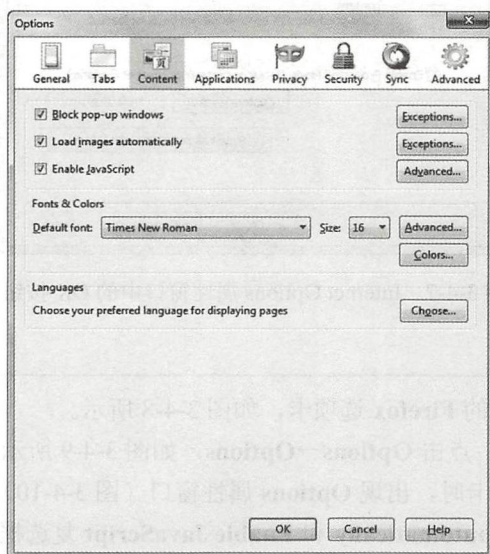 Options
General Tabs Content Applications Privacy Security Sync Advanced
Block pop-up windows Exceptions...
Load images automatically Exceptions...
Enable JavaScript Advanced...
Fonts & Colors
Default font: Times New Roman Size: 16 Advanced...
Colors...
Languages
Choose your preferred language for displaying pages Choose...
OK Cancel Help